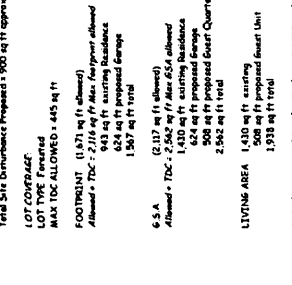 Total Site Disturbance Proposed = 900 sq ft
LOT COVERAGE:
LOT TYPE Forested
MAX TDC ALLOWED = 445 sq ft
FOOTPRINT (1,671 sq ft allowed)
Allowed + TDC = 2,116 sq ft Max footprint allowed
943 sq ft existing Residence
624 sq ft proposed Garage
1,567 sq ft total
G.S.A (2,117 sq ft allowed)
Allowed + TDC = 2,562 sq ft Max GSA allowed
1,430 sq ft existing Residence
624 sq ft proposed Garage
508 sq ft proposed Guest Quarte
2,562 sq ft total
LIVING AREA 1,430 sq ft existing
508 sq ft proposed Guest Unit
1,938 sq ft total